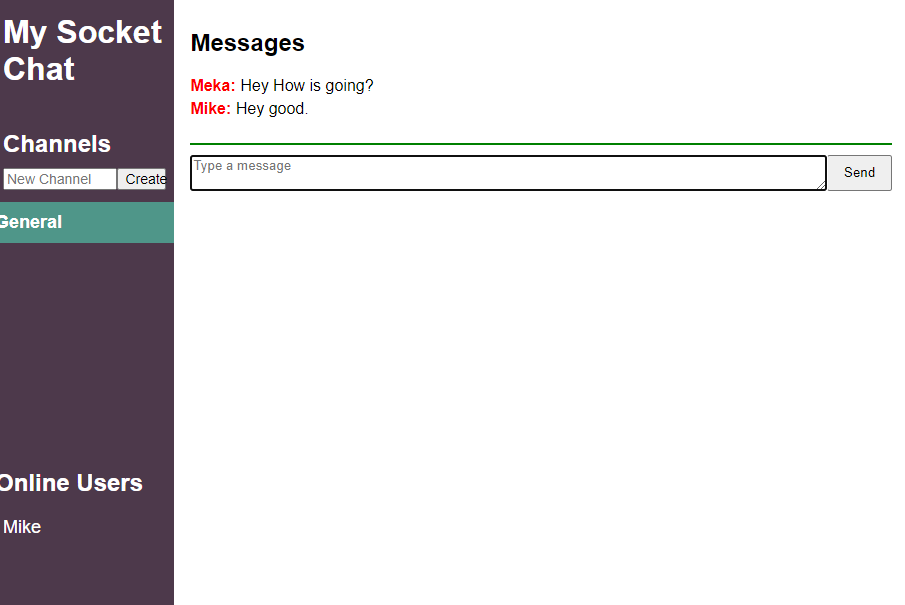 My Socket
Chat
Channels
New Channel Create
General
Online Users
Mike
Messages
Meka: Hey How is going?
Mike: Hey good.
Type a message
Send